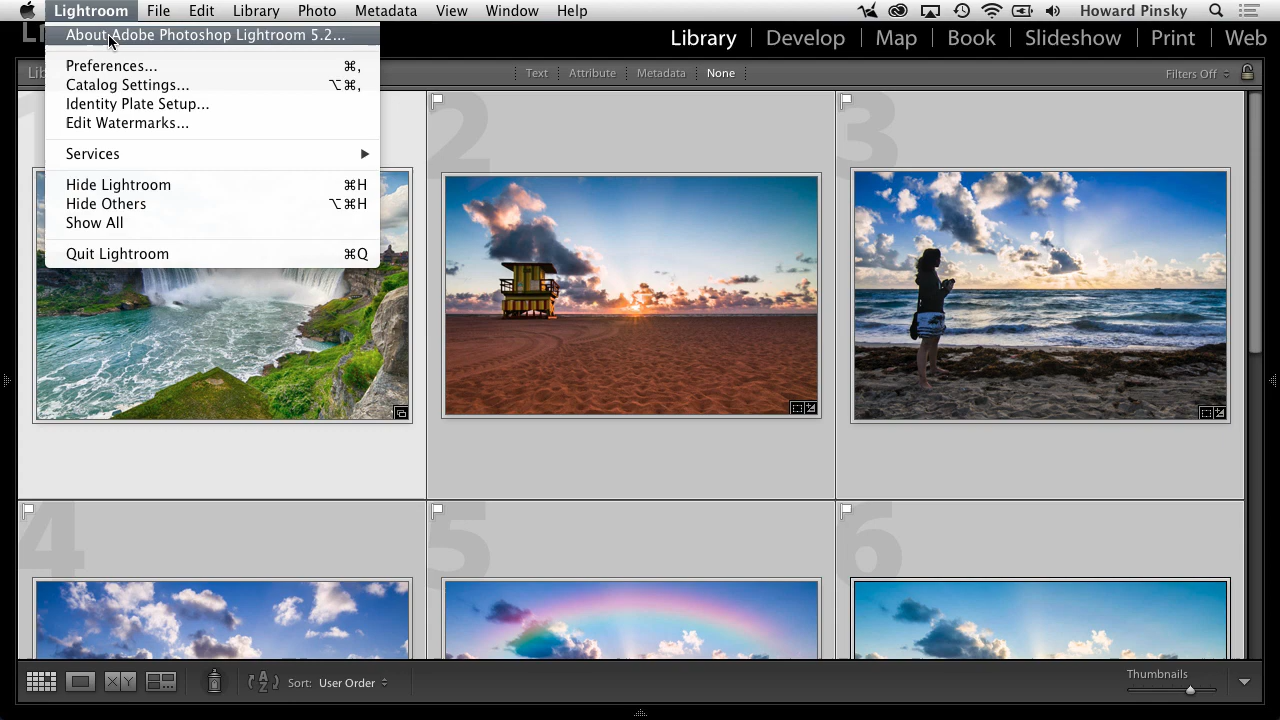 Lightroom File Edit Library Photo Metadata View Window Help Howard Pinsky
About Adobe Photoshop Lightroom 5.2...
Library | Develop | Map | Book | Slideshow | Print | Web
Preferences... ⌘,
Text | Attribute | Metadata | None
Filters Off
Catalog Settings... ⌥⌘,
Identity Plate Setup...
Edit Watermarks...
Services
Hide Lightroom ⌘H
Hide Others ⌥⌘H
Show All
Quit Lightroom ⌘Q
2
3
4
5
6
XY
Sort: User Order
Thumbnails